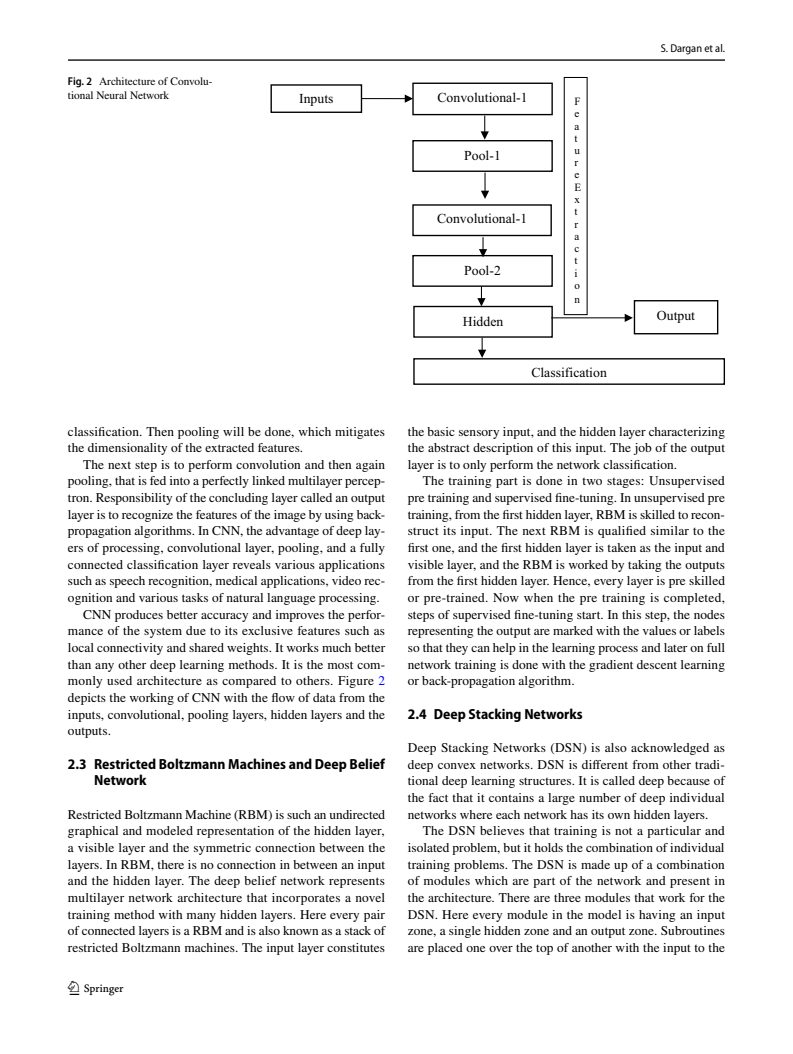 S. Dargan et al.
Fig. 2 Architecture of Convolu-
tional Neural Network
Inputs
Convolutional-1
Pool-1
Convolutional-1
Pool-2
Hidden
Feature Extraction
Output
Classification
classification. Then pooling will be done, which mitigates
the dimensionality of the extracted features.
The next step is to perform convolution and then again
pooling, that is fed into a perfectly linked multilayer percep-
tron. Responsibility of the concluding layer called an output
layer is to recognize the features of the image by using back-
propagation algorithms. In CNN, the advantage of deep lay-
ers of processing, convolutional layer, pooling, and a fully
connected classification layer reveals various applications
such as speech recognition, medical applications, video rec-
ognition and various tasks of natural language processing.
CNN produces better accuracy and improves the perfor-
mance of the system due to its exclusive features such as
local connectivity and shared weights. It works much better
than any other deep learning methods. It is the most com-
monly used architecture as compared to others. Figure 2
depicts the working of CNN with the flow of data from the
inputs, convolutional, pooling layers, hidden layers and the
outputs.
2.3 Restricted Boltzmann Machines and Deep Belief
Network
Restricted Boltzmann Machine (RBM) is such an undirected
graphical and modeled representation of the hidden layer,
a visible layer and the symmetric connection between the
layers. In RBM, there is no connection in between an input
and the hidden layer. The deep belief network represents
multilayer network architecture that incorporates a novel
training method with many hidden layers. Here every pair
of connected layers is a RBM and is also known as a stack of
restricted Boltzmann machines. The input layer constitutes
the basic sensory input, and the hidden layer characterizing
the abstract description of this input. The job of the output
layer is to only perform the network classification.
The training part is done in two stages: Unsupervised
pre training and supervised fine-tuning. In unsupervised pre
training, from the first hidden layer, RBM is skilled to recon-
struct its input. The next RBM is qualified similar to the
first one, and the first hidden layer is taken as the input and
visible layer, and the RBM is worked by taking the outputs
from the first hidden layer. Hence, every layer is pre skilled
or pre-trained. Now when the pre training is completed,
steps of supervised fine-tuning start. In this step, the nodes
representing the output are marked with the values or labels
so that they can help in the learning process and later on full
network training is done with the gradient descent learning
or back-propagation algorithm.
2.4 Deep Stacking Networks
Deep Stacking Networks (DSN) is also acknowledged as
deep convex networks. DSN is different from other tradi-
tional deep learning structures. It is called deep because of
the fact that it contains a large number of deep individual
networks where each network has its own hidden layers.
The DSN believes that training is not a particular and
isolated problem, but it holds the combination of individual
training problems. The DSN is made up of a combination
of modules which are part of the network and present in
the architecture. There are three modules that work for the
DSN. Here every module in the model is having an input
zone, a single hidden zone and an output zone. Subroutines
are placed one over the top of another with the input to the
Springer